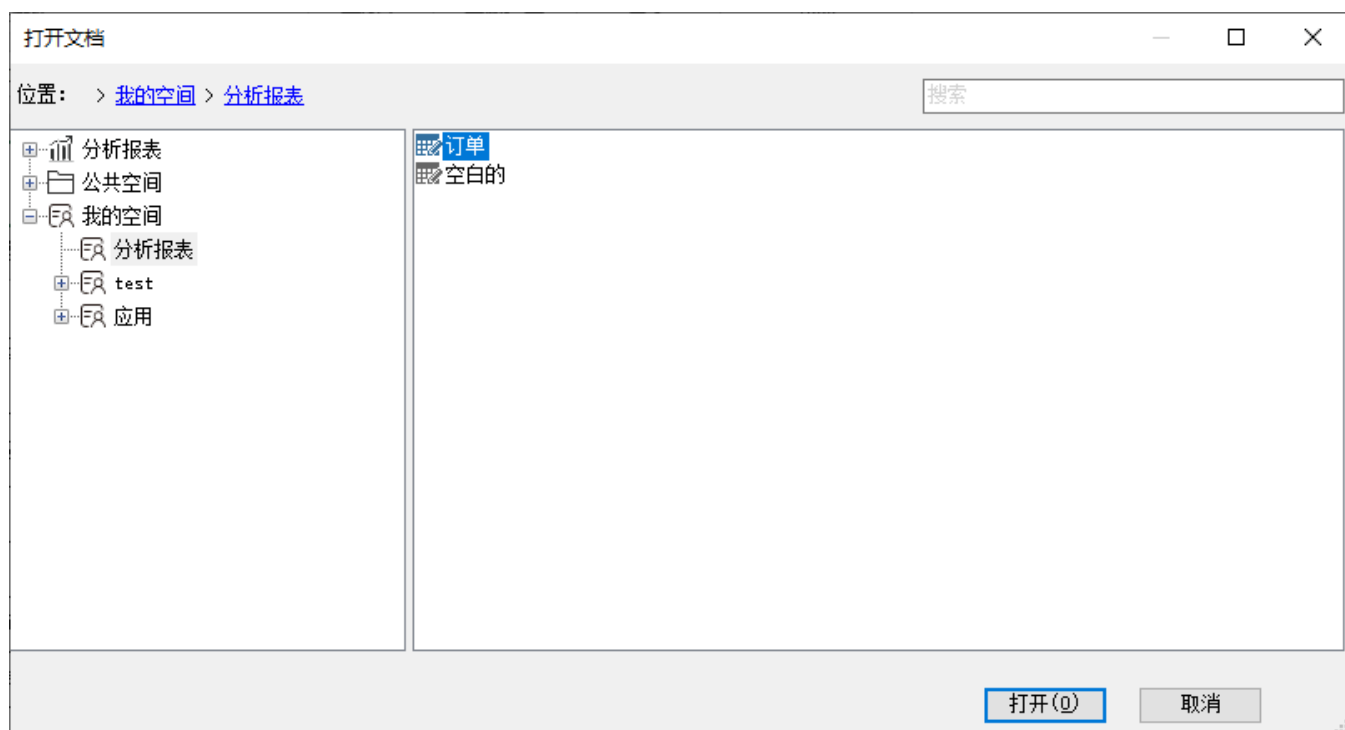 打开文档
位置： > 我的空间 > 分析报表
搜索
分析报表
公共空间
我的空间
分析报表
test
应用
订单
空白的
打开(O)
取消